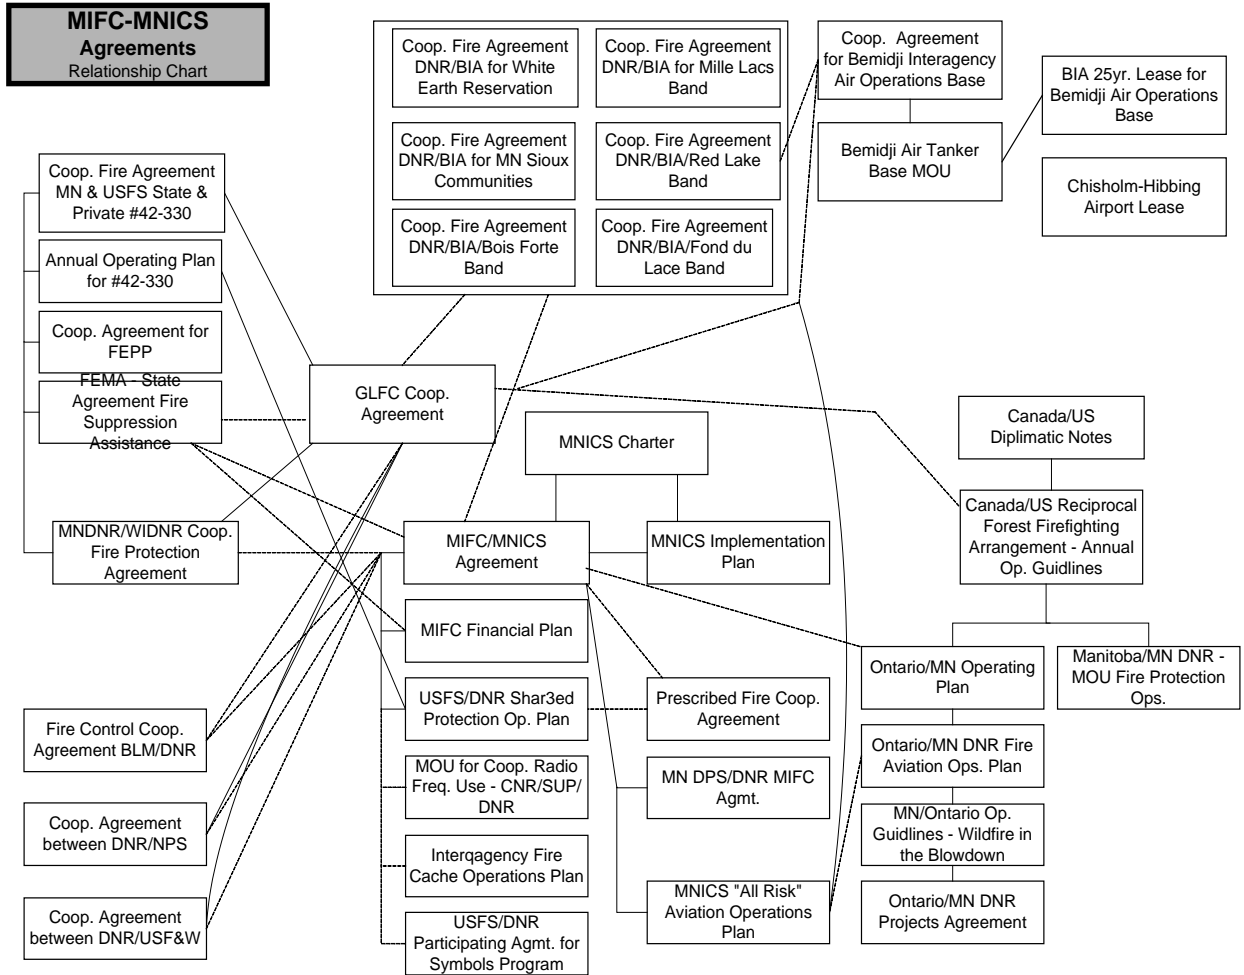 MIFC-MNICS
Agreements
Relationship Chart
Coop. Fire Agreement
DNR/BIA for White
Earth Reservation
Coop. Fire Agreement
DNR/BIA for Mille Lacs
Band
Coop. Fire Agreement
DNR/BIA for MN Sioux
Communities
Coop. Fire Agreement
DNR/BIA/Red Lake
Band
Coop. Fire Agreement
DNR/BIA/Bois Forte
Band
Coop. Fire Agreement
DNR/BIA/Fond du
Lace Band
Coop. Agreement
for Bemidji Interagency
Air Operations Base
Bemidji Air Tanker
Base MOU
BIA 25yr. Lease for
Bemidji Air Operations
Base
Chisholm-Hibbing
Airport Lease
Coop. Fire Agreement
MN & USFS State &
Private #42-330
Annual Operating Plan
for #42-330
Coop. Agreement for
FEPP
FEMA - State
Agreement Fire
Suppression
Assistance
MNDNR/WIDNR Coop.
Fire Protection
Agreement
GLFC Coop.
Agreement
MNICS Charter
MIFC/MNICS
Agreement
MNICS Implementation
Plan
Canada/US
Diplimatic Notes
Canada/US Reciprocal
Forest Firefighting
Arrangement - Annual
Op. Guidlines
MIFC Financial Plan
USFS/DNR Shar3ed
Protection Op. Plan
MOU for Coop. Radio
Freq. Use - CNR/SUP/
DNR
Interqagency Fire
Cache Operations Plan
USFS/DNR
Participating Agmt. for
Symbols Program
Prescribed Fire Coop.
Agreement
MN DPS/DNR MIFC
Agmt.
MNICS "All Risk"
Aviation Operations
Plan
Ontario/MN Operating
Plan
Manitoba/MN DNR -
MOU Fire Protection
Ops.
Ontario/MN DNR Fire
Aviation Ops. Plan
MN/Ontario Op.
Guidlines - Wildfire in
the Blowdown
Ontario/MN DNR
Projects Agreement
Fire Control Coop.
Agreement BLM/DNR
Coop. Agreement
between DNR/NPS
Coop. Agreement
between DNR/USF&W